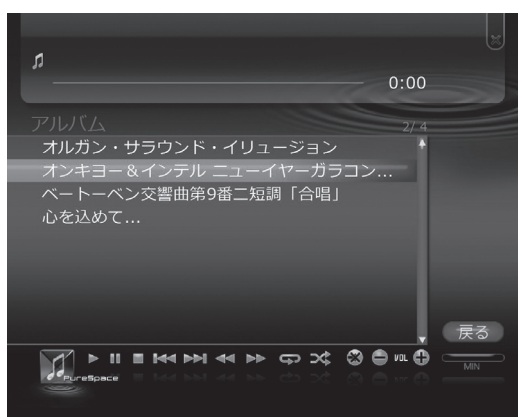 0:00
アルバム 2/4
オルガン・サラウンド・イリュージョン
オンキヨー＆インテル ニューイヤーガラコン...
ベートーベン交響曲第9番二短調「合唱」
心を込めて...
戻る
VOL
MIN
PureSpace